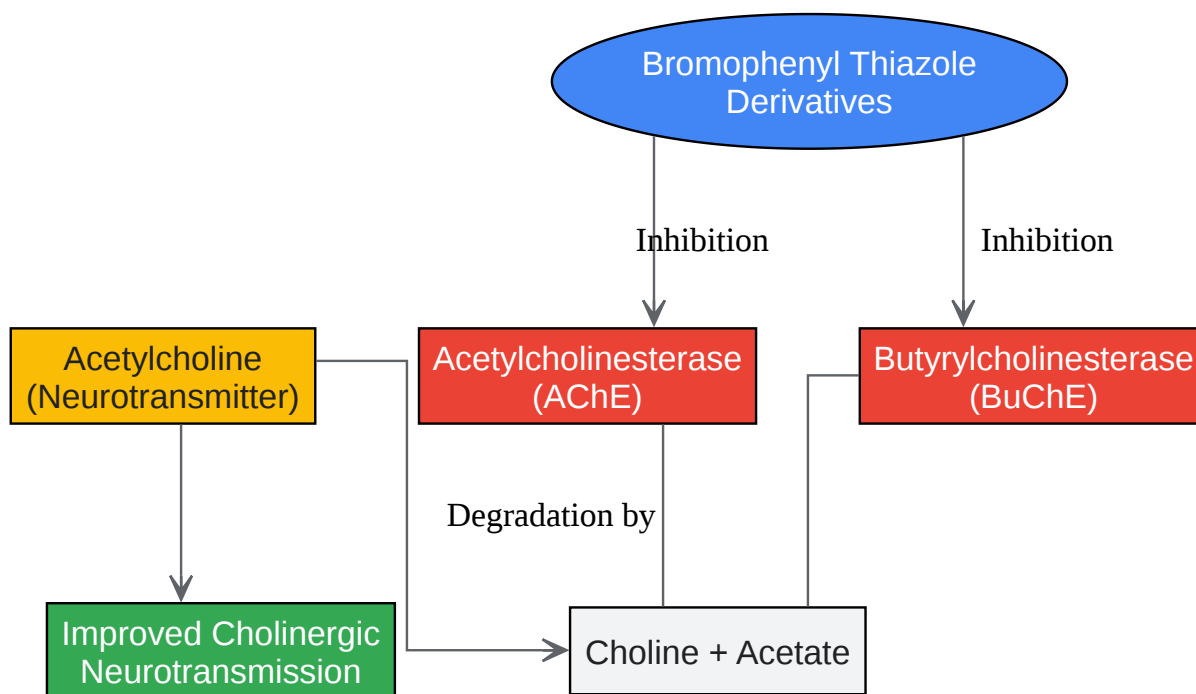 Bromophenyl Thiazole
Derivatives
Inhibition
Inhibition
Acetylcholine
(Neurotransmitter)
Acetylcholinesterase
(AChE)
Butyrylcholinesterase
(BuChE)
Degradation by
Improved Cholinergic
Neurotransmission
Choline + Acetate